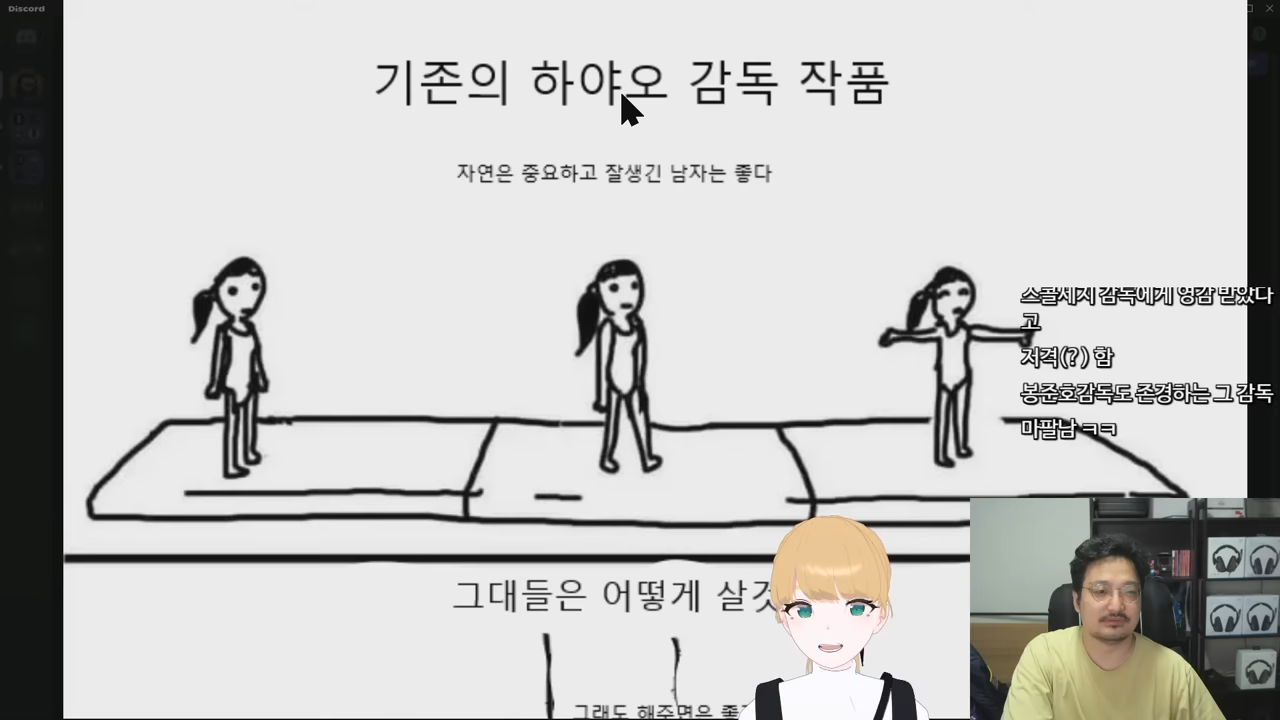 Discord
기존의 하야오 감독 작품
자연은 중요하고 잘생긴 남자는 좋다
스콜세지 감독에게 영감 받았다
고
저격(?) 함
봉준호감독도 존경하는 그 감독
마팔남 ㅋㅋ
그대들은 어떻게
그래도 해주면은